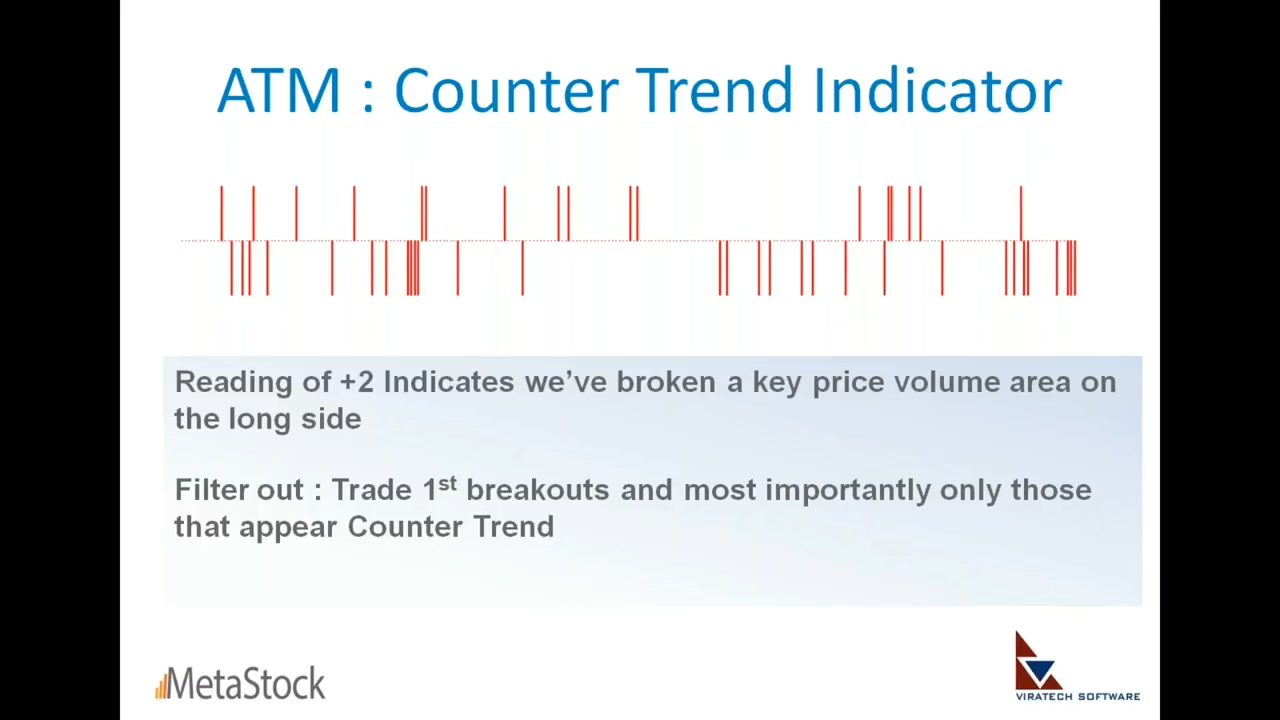 ATM : Counter Trend Indicator
Reading of +2 Indicates we’ve broken a key price volume area on
the long side
Filter out : Trade 1st breakouts and most importantly only those
that appear Counter Trend
MetaStock
VIRATECH SOFTWARE